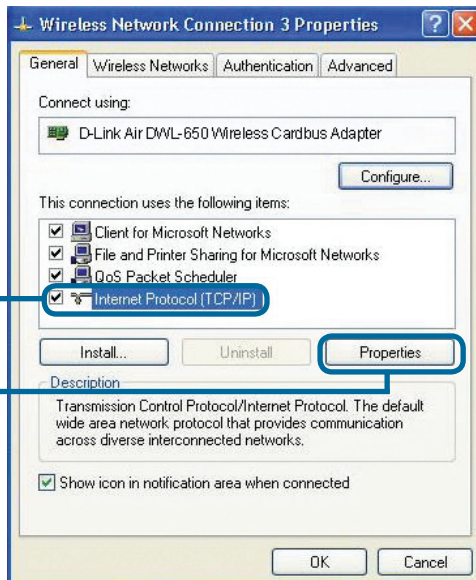 Wireless Network Connection 3 Properties
General
Wireless Networks
Authentication
Advanced
Connect using:
D-Link Air DWL-650 Wireless Cardbus Adapter
Configure...
This connection uses the following items:
Client for Microsoft Networks
File and Printer Sharing for Microsoft Networks
QoS Packet Scheduler
Internet Protocol (TCP/IP)
Install...
Uninstall
Properties
Description
Transmission Control Protocol/Internet Protocol. The default
wide area network protocol that provides communication
across diverse interconnected networks.
Show icon in notification area when connected
OK
Cancel